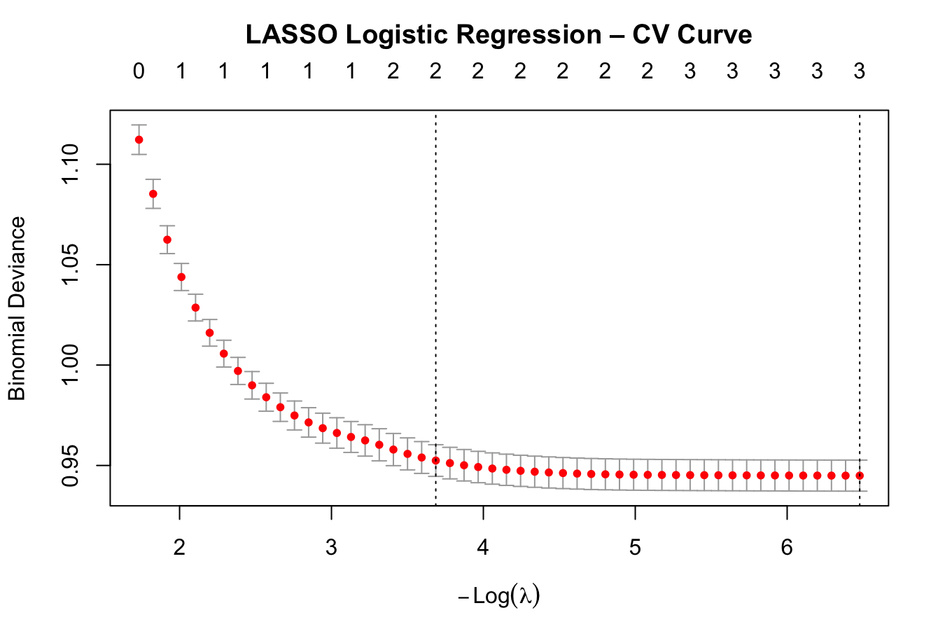 LASSO Logistic Regression – CV Curve
0 1 1 1 1 1 2 2 2 2 2 2 2 3 3 3 3 3
1.10
1.05
1.00
0.95
Binomial Deviance
2 3 4 5 6
−Log(λ)